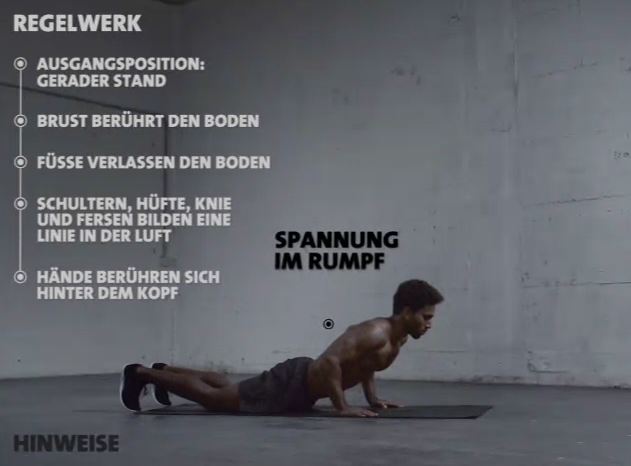 REGELWERK
AUSGANGSPOSITION:
GERADER STAND
BRUST BERÜHRT DEN BODEN
FÜSSE VERLASSEN DEN BODEN
SCHULTERN, HÜFTE, KNIE
UND FERSEN BILDEN EINE
LINIE IN DER LUFT
HÄNDE BERÜHREN SICH
HINTER DEM KOPF
SPANNUNG
IM RUMPF
HINWEISE